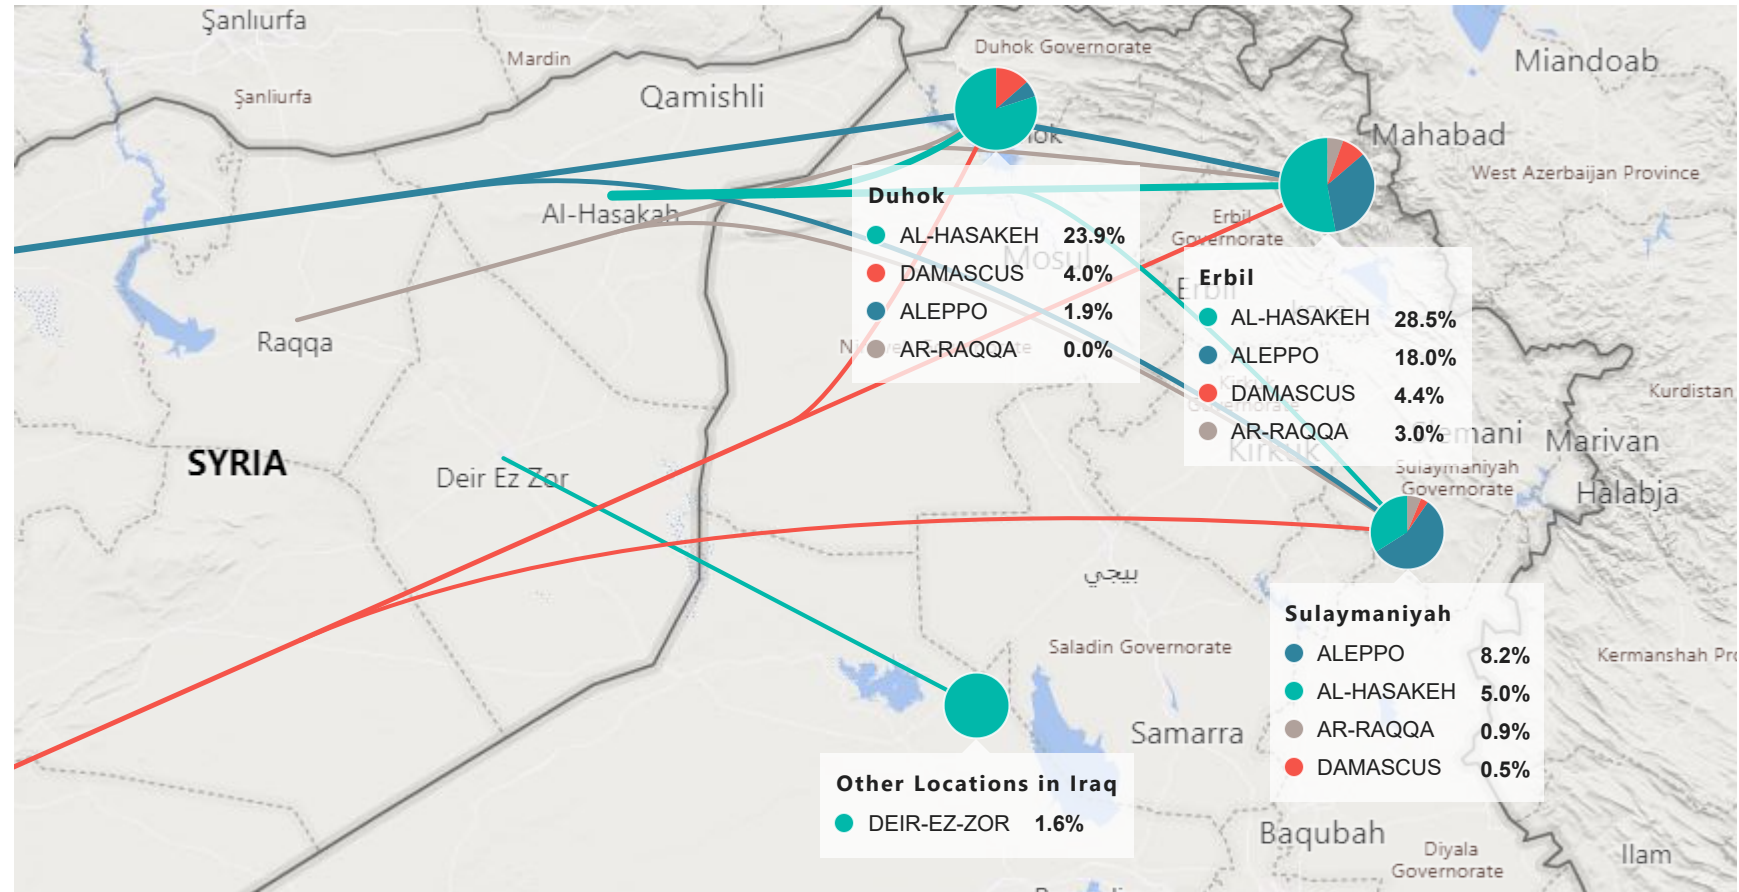 Şanlıurfa
Mardin
Şanlıurfa
Qamishli
Duhok Governorate
Miandoab
Mahabad
West Azerbaijan Province
Al-Hasakah
Raqqa
SYRIA
Deir Ez Zor
Duhok
AL-HASAKEH 23.9%
DAMASCUS 4.0%
ALEPPO 1.9%
AR-RAQQA 0.0%
Mosul
Erbil
Governorate
Erbil
Erbil
AL-HASAKEH 28.5%
ALEPPO 18.0%
DAMASCUS 4.4%
AR-RAQQA 3.0%
Kirkuk
Kurdistan
Marivan
Sulaymaniyah
Governorate
Halabja
بيجي
Saladin Governorate
Samarra
Sulaymaniyah
ALEPPO 8.2%
AL-HASAKEH 5.0%
AR-RAQQA 0.9%
DAMASCUS 0.5%
Kermanshah
Other Locations in Iraq
DEIR-EZ-ZOR 1.6%
Baqubah
Diyala
Governorate
Ilam